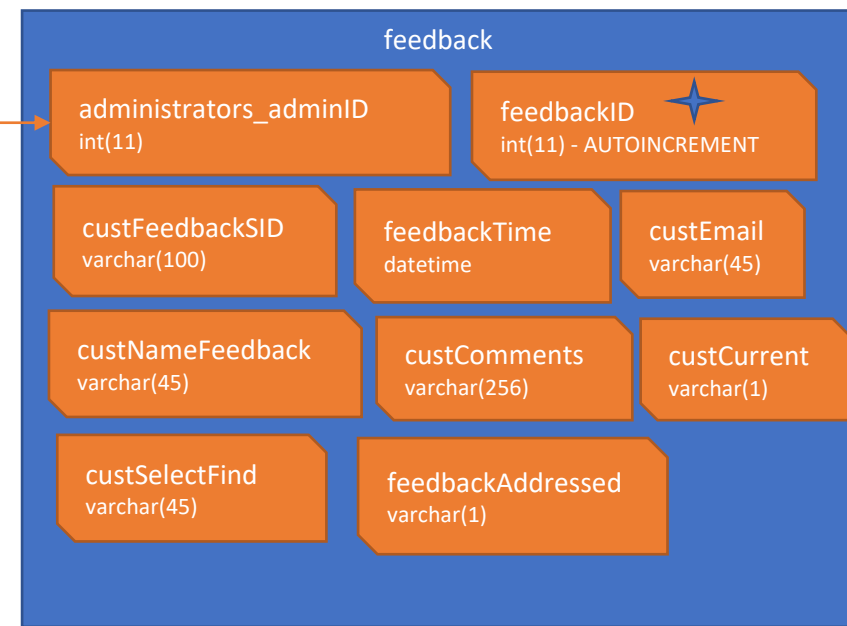 feedback
administrators_adminID
int(11)
feedbackID
int(11) - AUTOINCREMENT
custFeedbackSID
varchar(100)
feedbackTime
datetime
custEmail
varchar(45)
custNameFeedback
varchar(45)
custComments
varchar(256)
custCurrent
varchar(1)
custSelectFind
varchar(45)
feedbackAddressed
varchar(1)